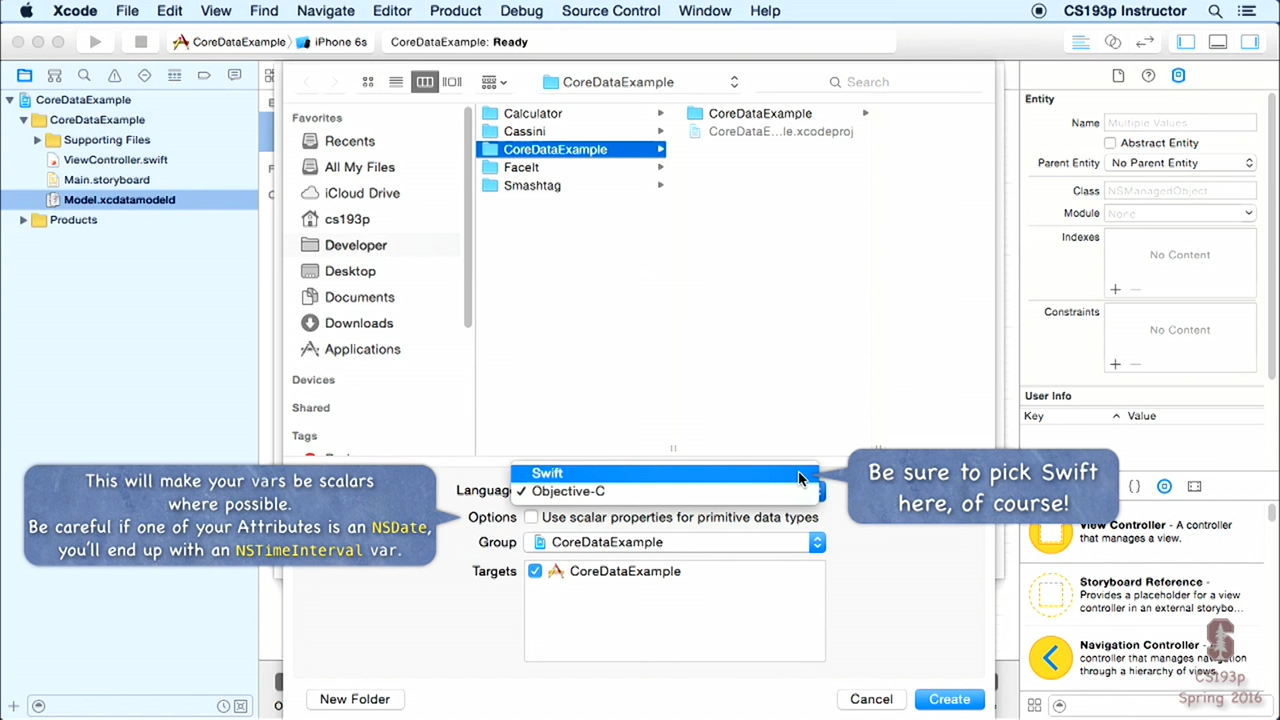 Xcode File Edit View Find Navigate Editor Product Debug Source Control Window Help CS193p Instructor
CoreDataExample iPhone 6s CoreDataExample: Ready
CoreDataExample
CoreDataExample
Supporting Files
ViewController.swift
Main.storyboard
Model.xcdatamodeld
Products
CoreDataExample
Search
Favorites
Recents
All My Files
iCloud Drive
cs193p
Developer
Desktop
Documents
Downloads
Applications
Devices
Shared
Tags
Calculator
Cassini
CoreDataExample
FaceIt
Smashtag
CoreDataExample
CoreDataE...le.xcodeproj
This will make your vars be scalars
where possible.
Be careful if one of your Attributes is an NSDate,
you'll end up with an NSTimeInterval var.
Language
Swift
Objective-C
Be sure to pick Swift
here, of course!
Options Use scalar properties for primitive data types
Group CoreDataExample
Targets CoreDataExample
New Folder
Cancel
Create
Entity
Name Multiple Values
Abstract Entity
Parent Entity No Parent Entity
Class NSManagedObject
Module None
Indexes
No Content
Constraints
No Content
User Info
Key Value
View Controller - A controller
that manages a view.
Storyboard Reference -
Provides a placeholder for a view
controller in an external storybo...
Navigation Controller - A
controller that manages navigation
through a hierarchy of views.
CS193p
Spring 2016